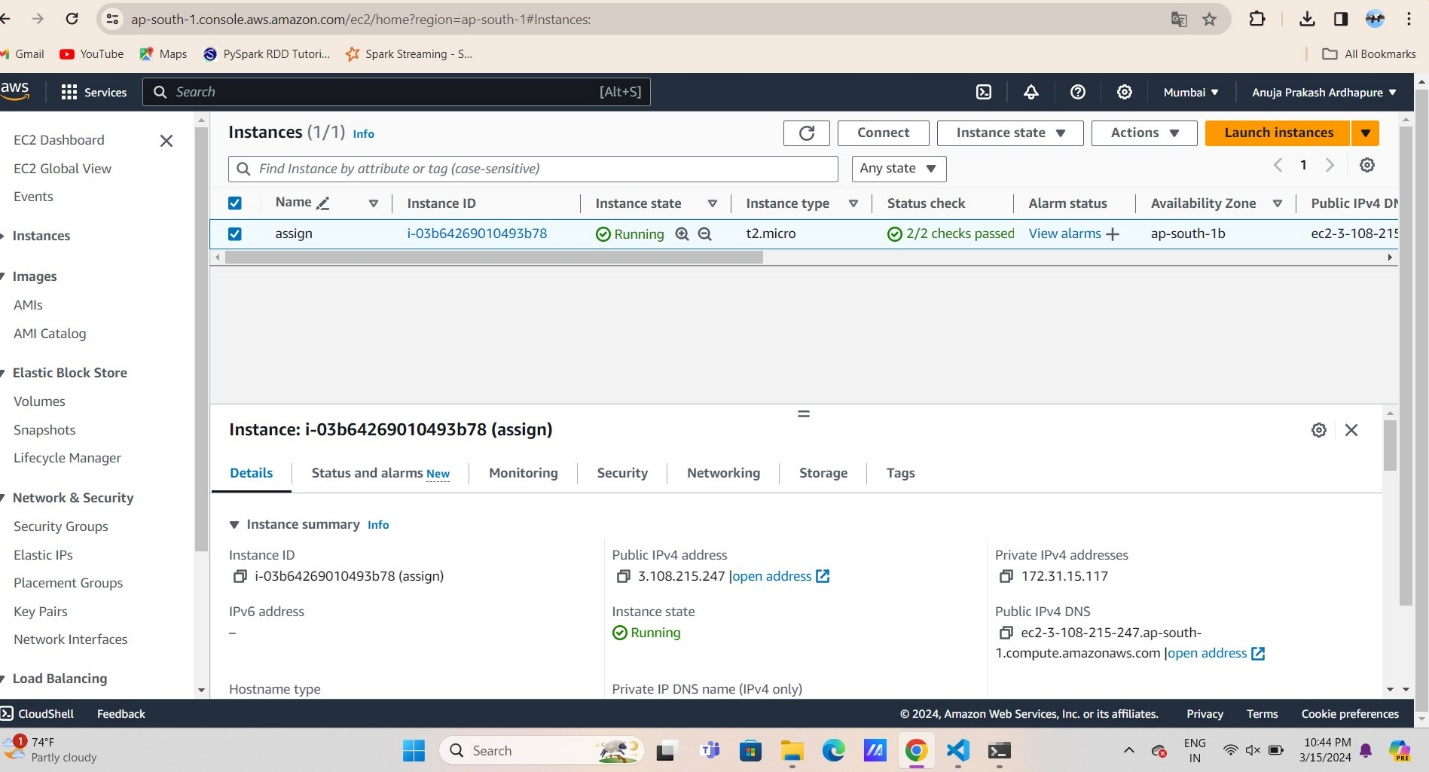 ap-south-1.console.aws.amazon.com/ec2/home?region=ap-south-1#Instances:
Gmail YouTube Maps PySpark RDD Tutori... Spark Streaming - S... All Bookmarks
aws Services Search [Alt+S] Mumbai Anuja Prakash Ardhapure
EC2 Dashboard
EC2 Global View
Events
Instances
Images
AMIs
AMI Catalog
Elastic Block Store
Volumes
Snapshots
Lifecycle Manager
Network & Security
Security Groups
Elastic IPs
Placement Groups
Key Pairs
Network Interfaces
Load Balancing
Instances (1/1) Info Connect Instance state Actions Launch instances
Find Instance by attribute or tag (case-sensitive) Any state 1
Name Instance ID Instance state Instance type Status check Alarm status Availability Zone Public IPv4 DN
assign i-03b64269010493b78 Running t2.micro 2/2 checks passed View alarms ap-south-1b ec2-3-108-215
Instance: i-03b64269010493b78 (assign)
Details Status and alarms New Monitoring Security Networking Storage Tags
Instance summary Info
Instance ID
i-03b64269010493b78 (assign)
IPv6 address
–
Hostname type
Public IPv4 address
3.108.215.247 |open address
Instance state
Running
Private IP DNS name (IPv4 only)
Private IPv4 addresses
172.31.15.117
Public IPv4 DNS
ec2-3-108-215-247.ap-south-
1.compute.amazonaws.com |open address
CloudShell Feedback © 2024, Amazon Web Services, Inc. or its affiliates. Privacy Terms Cookie preferences
1 74°F
Partly cloudy
Search
ENG
IN
10:44 PM
3/15/2024
PRE